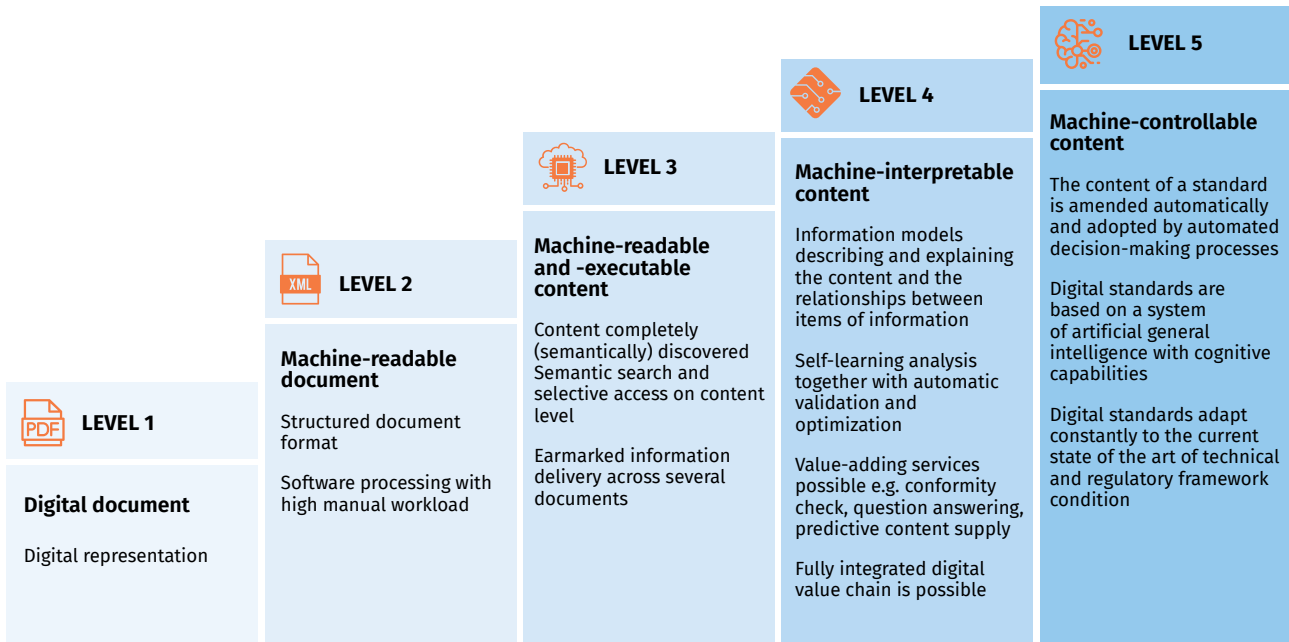 PDF
LEVEL 1
Digital document
Digital representation
XML
LEVEL 2
Machine-readable
document
Structured document
format
Software processing with
high manual workload
LEVEL 3
Machine-readable
and -executable
content
Content completely
(semantically) discovered
Semantic search and
selective access on content
level
Earmarked information
delivery across several
documents
LEVEL 4
Machine-interpretable
content
Information models
describing and explaining
the content and the
relationships between
items of information
Self-learning analysis
together with automatic
validation and
optimization
Value-adding services
possible e.g. conformity
check, question answering,
predictive content supply
Fully integrated digital
value chain is possible
LEVEL 5
Machine-controllable
content
The content of a standard
is amended automatically
and adopted by automated
decision-making processes
Digital standards are
based on a system
of artificial general
intelligence with cognitive
capabilities
Digital standards adapt
constantly to the current
state of the art of technical
and regulatory framework
condition